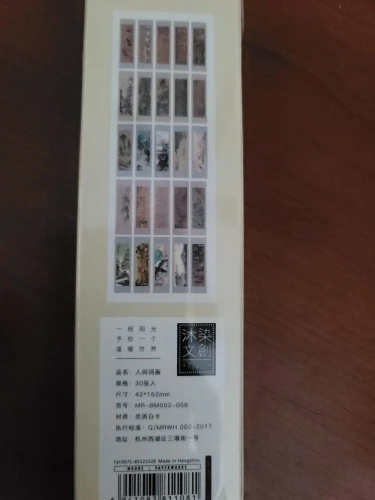 一纸阳光
予你一个
温暖世界
沐染
文创
品名：人间词画
规格：30张入
尺寸：42*152mm
货号：MR-BM002-058
材质：优质白卡
执行标准：Q/MRWH 002-2017
地址：杭州西湖区三墩街一号
Made in Hangzhou